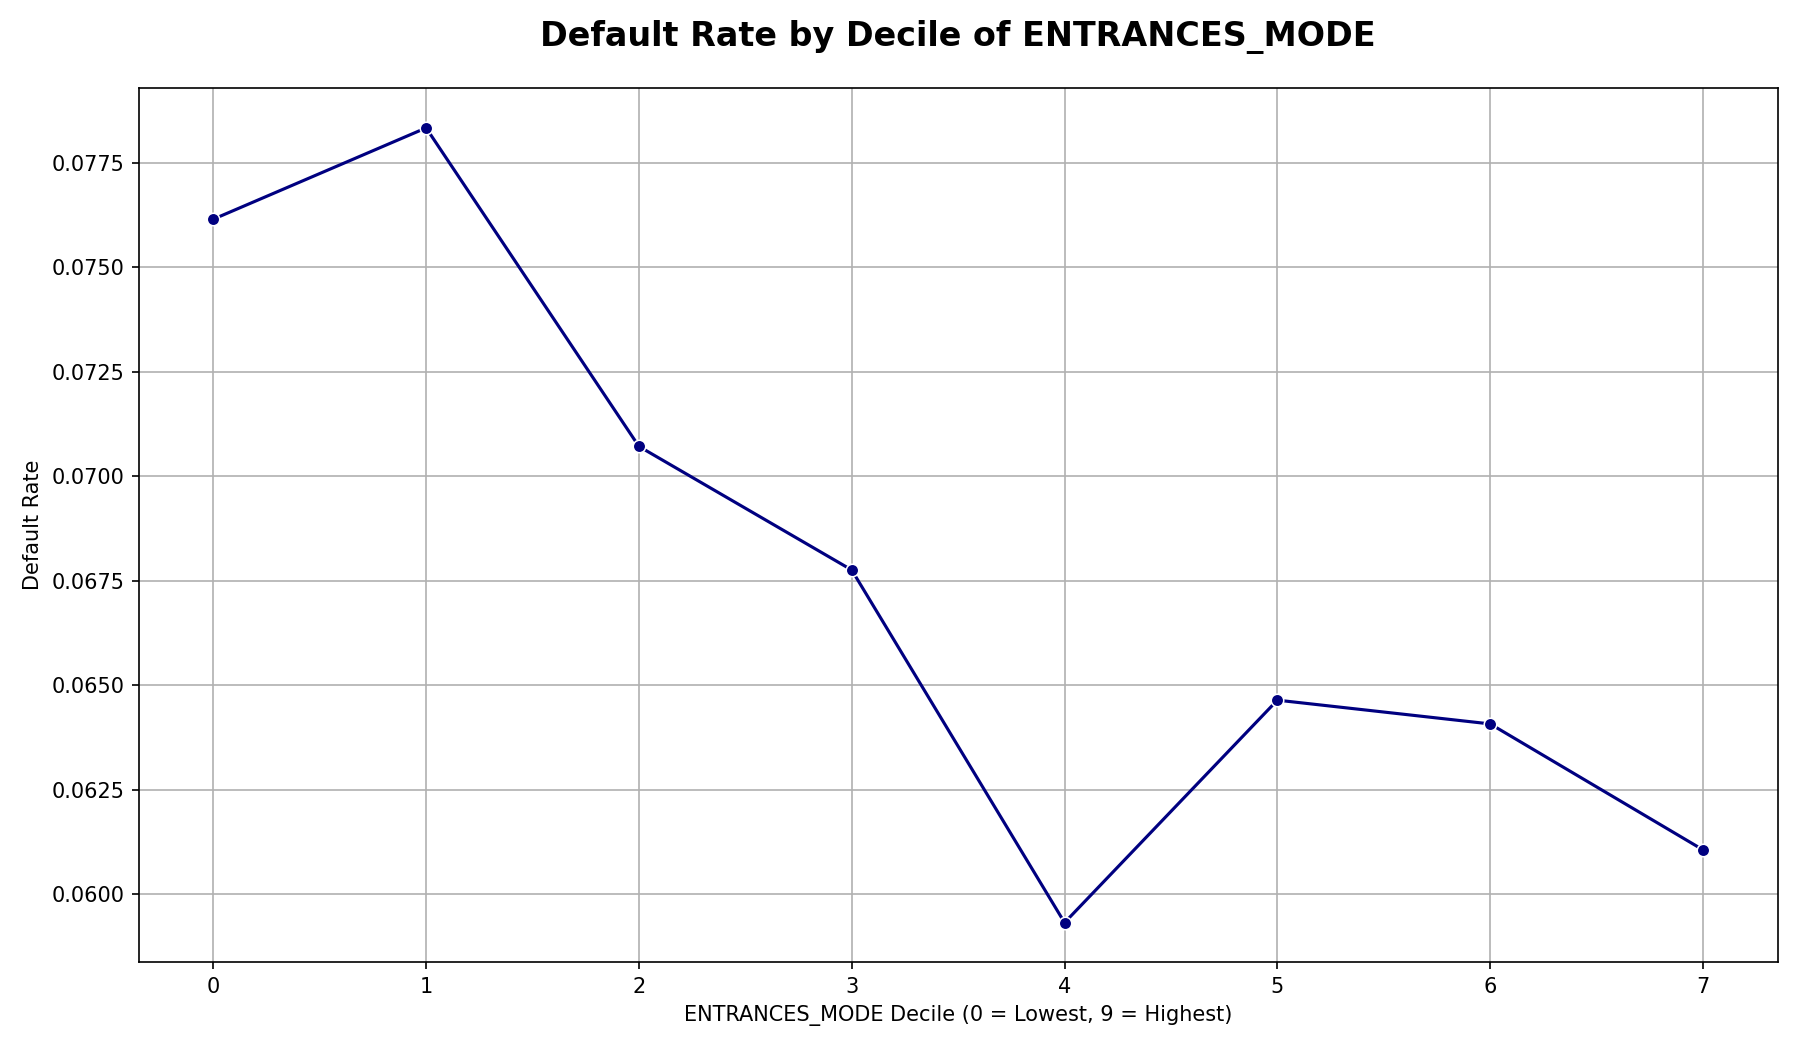 Default Rate by Decile of ENTRANCES_MODE
Default Rate
0.0775
0.0750
0.0725
0.0700
0.0675
0.0650
0.0625
0.0600
0 1 2 3 4 5 6 7
ENTRANCES_MODE Decile (0 = Lowest, 9 = Highest)